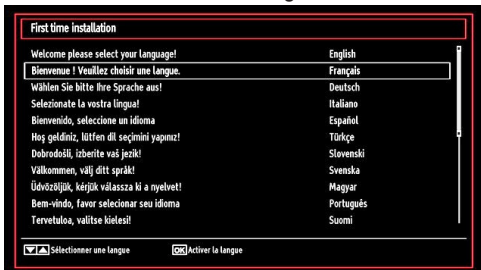 First time installation
Welcome please select your language! English
Bienvenue ! Veuillez choisir une langue. Français
Wählen Sie bitte Ihre Sprache aus! Deutsch
Selezionate la vostra lingua! Italiano
Bienvenido, seleccione un idioma Español
Hoş geldiniz, lütfen dil seçimini yapınız! Türkçe
Dobrodošli, izberite vaš jezik! Slovenski
Välkommen, välj ditt språk! Svenska
Üdvözöljük, kérjük válassza ki a nyelvet! Magyar
Bem-vindo, favor selecionar seu idioma Português
Tervetuloa, valitse kielesi! Suomi
Sélectionner une langue OK Activer la langue